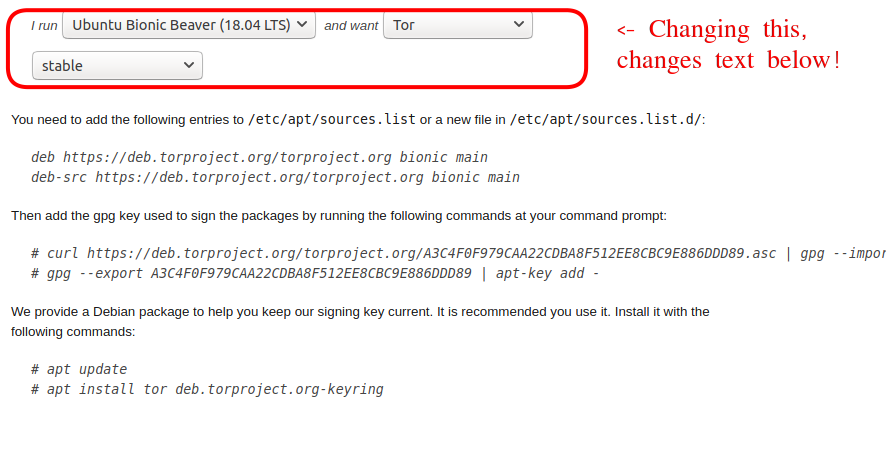 I run Ubuntu Bionic Beaver (18.04 LTS) and want Tor
stable
<- Changing this,
changes text below!
You need to add the following entries to /etc/apt/sources.list or a new file in /etc/apt/sources.list.d/:
deb https://deb.torproject.org/torproject.org bionic main
deb-src https://deb.torproject.org/torproject.org bionic main
Then add the gpg key used to sign the packages by running the following commands at your command prompt:
# curl https://deb.torproject.org/torproject.org/A3C4F0F979CAA22CDBA8F512EE8CBC9E886DDD89.asc | gpg --impor
# gpg --export A3C4F0F979CAA22CDBA8F512EE8CBC9E886DDD89 | apt-key add -
We provide a Debian package to help you keep our signing key current. It is recommended you use it. Install it with the
following commands:
# apt update
# apt install tor deb.torproject.org-keyring